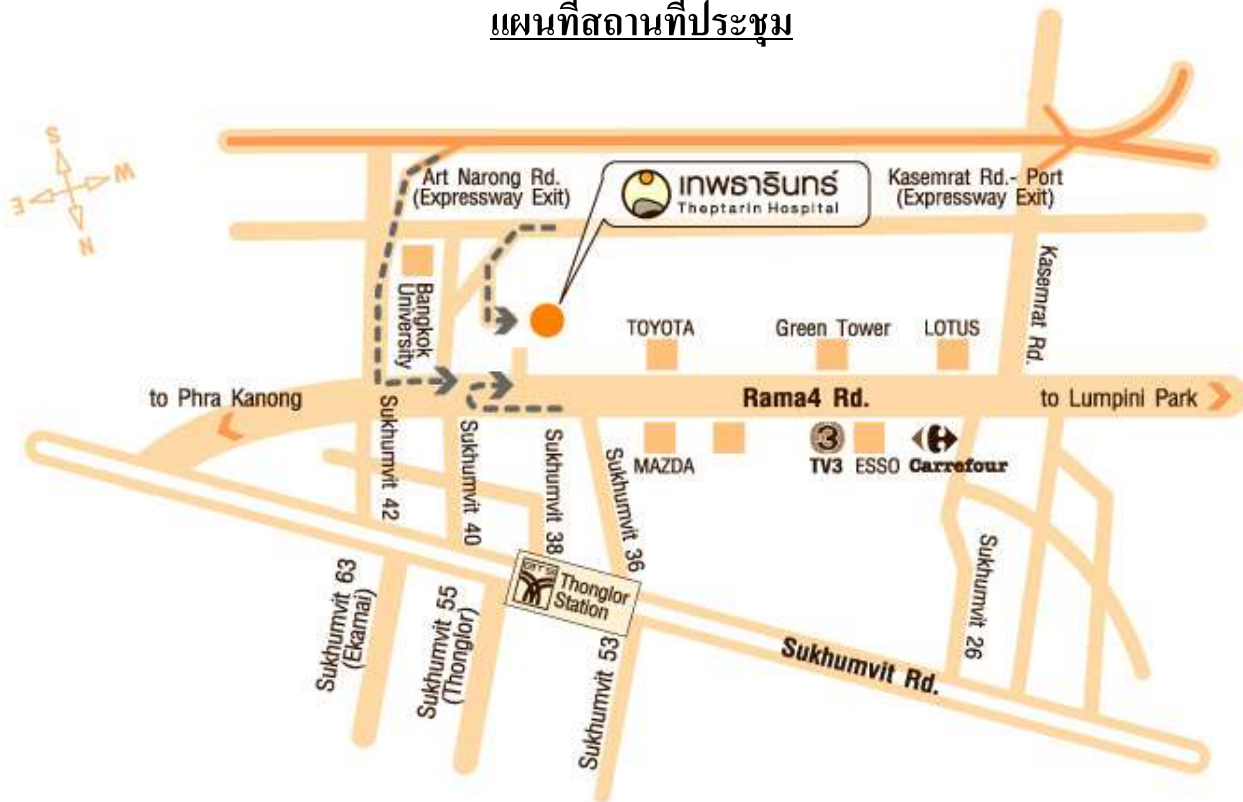 แผนที่สถานที่ประชุม
S
W
E
N
Art Narong Rd.
(Expressway Exit)
เทพธารินทร์
Theptarin Hospital
Kasemrat Rd.- Port
(Expressway Exit)
Bangkok
University
Kasemrat Rd.
TOYOTA
Green Tower
LOTUS
to Phra Kanong
Rama4 Rd.
to Lumpini Park
Sukhumvit 42
Sukhumvit 40
Sukhumvit 38
Sukhumvit 36
MAZDA
3
TV3
ESSO
Carrefour
Sukhumvit 26
BTS
Thonglor
Station
Sukhumvit 63
(Ekamai)
Sukhumvit 55
(Thonglor)
Sukhumvit 53
Sukhumvit Rd.